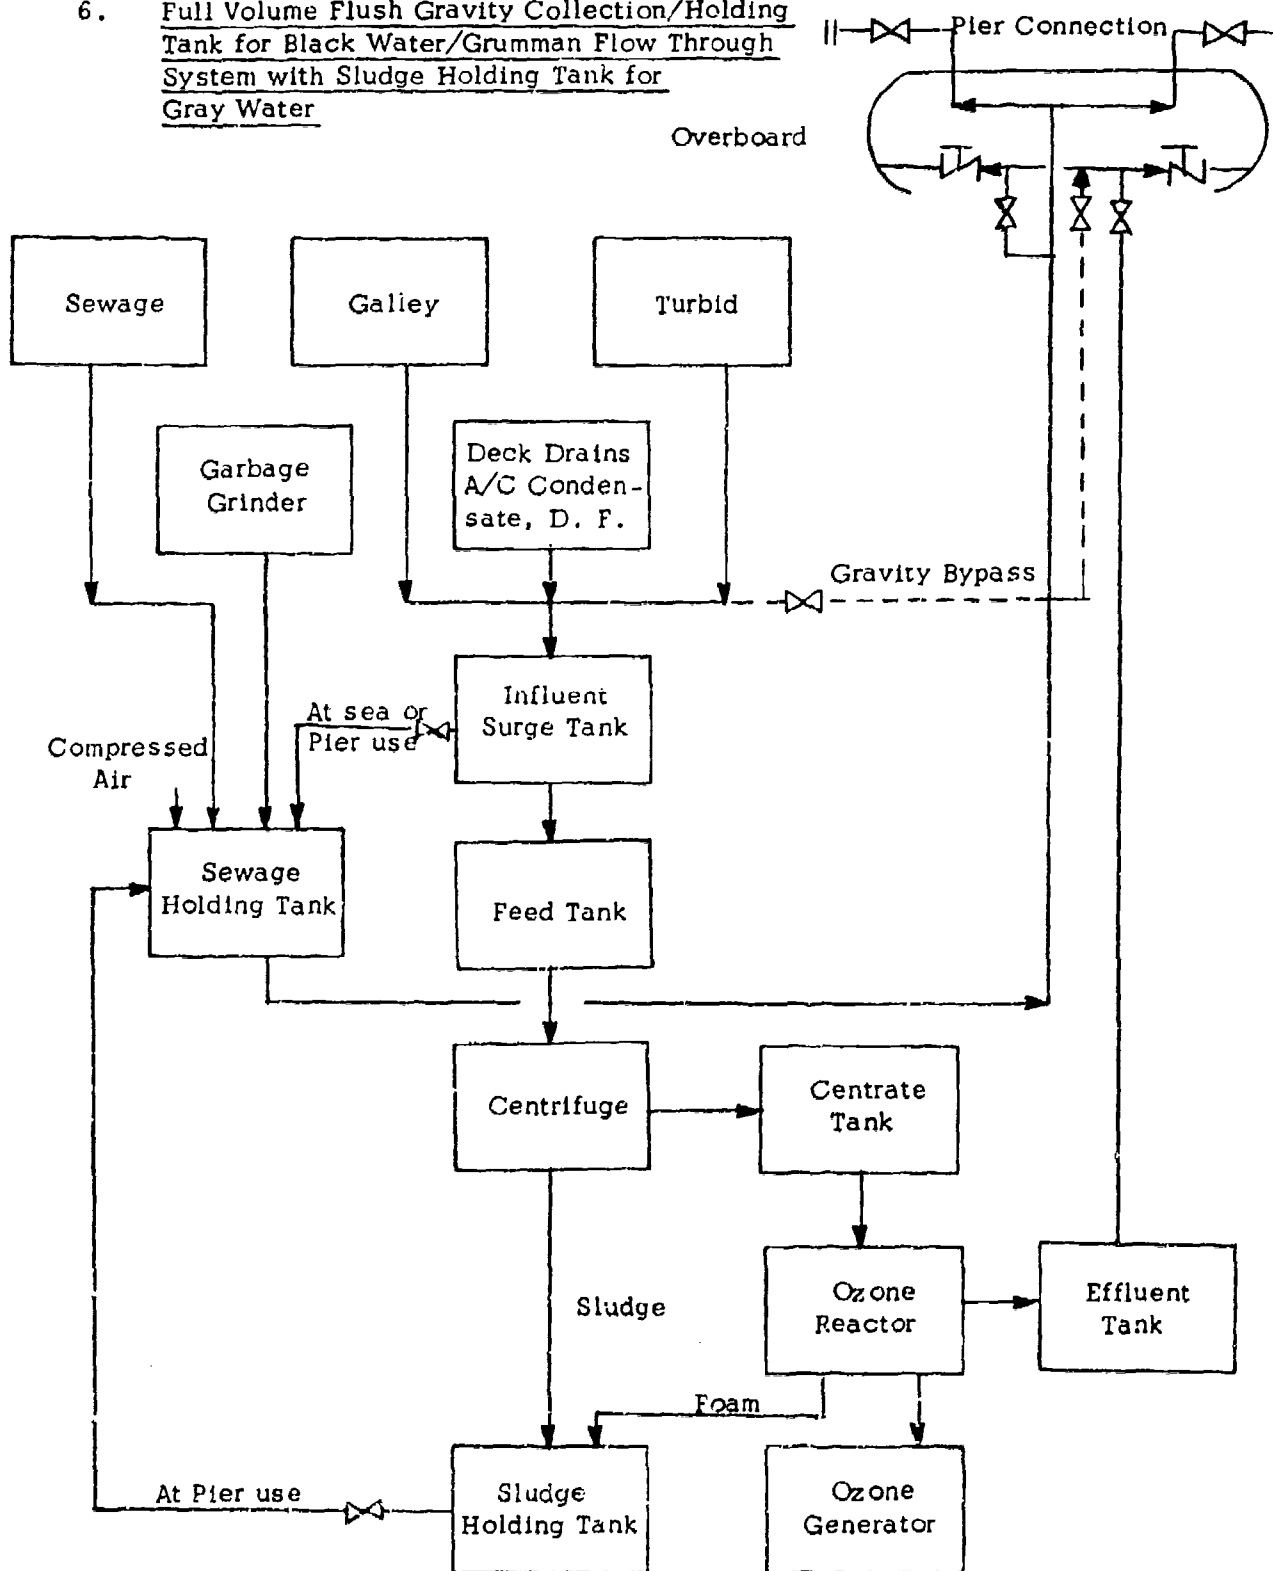 6. Full Volume Flush Gravity Collection/Holding
Tank for Black Water/Grumman Flow Through
System with Sludge Holding Tank for
Gray Water
Pier Connection
Overboard
Sewage
Galley
Turbid
Garbage
Grinder
Deck Drains
A/C Conden-
sate, D. F.
Gravity Bypass
Influent
Surge Tank
At sea or
Pier use
Compressed
Air
Sewage
Holding Tank
Feed Tank
Centrifuge
Centrate
Tank
Sludge
Ozone
Reactor
Effluent
Tank
Foam
At Pier use
Sludge
Holding Tank
Ozone
Generator